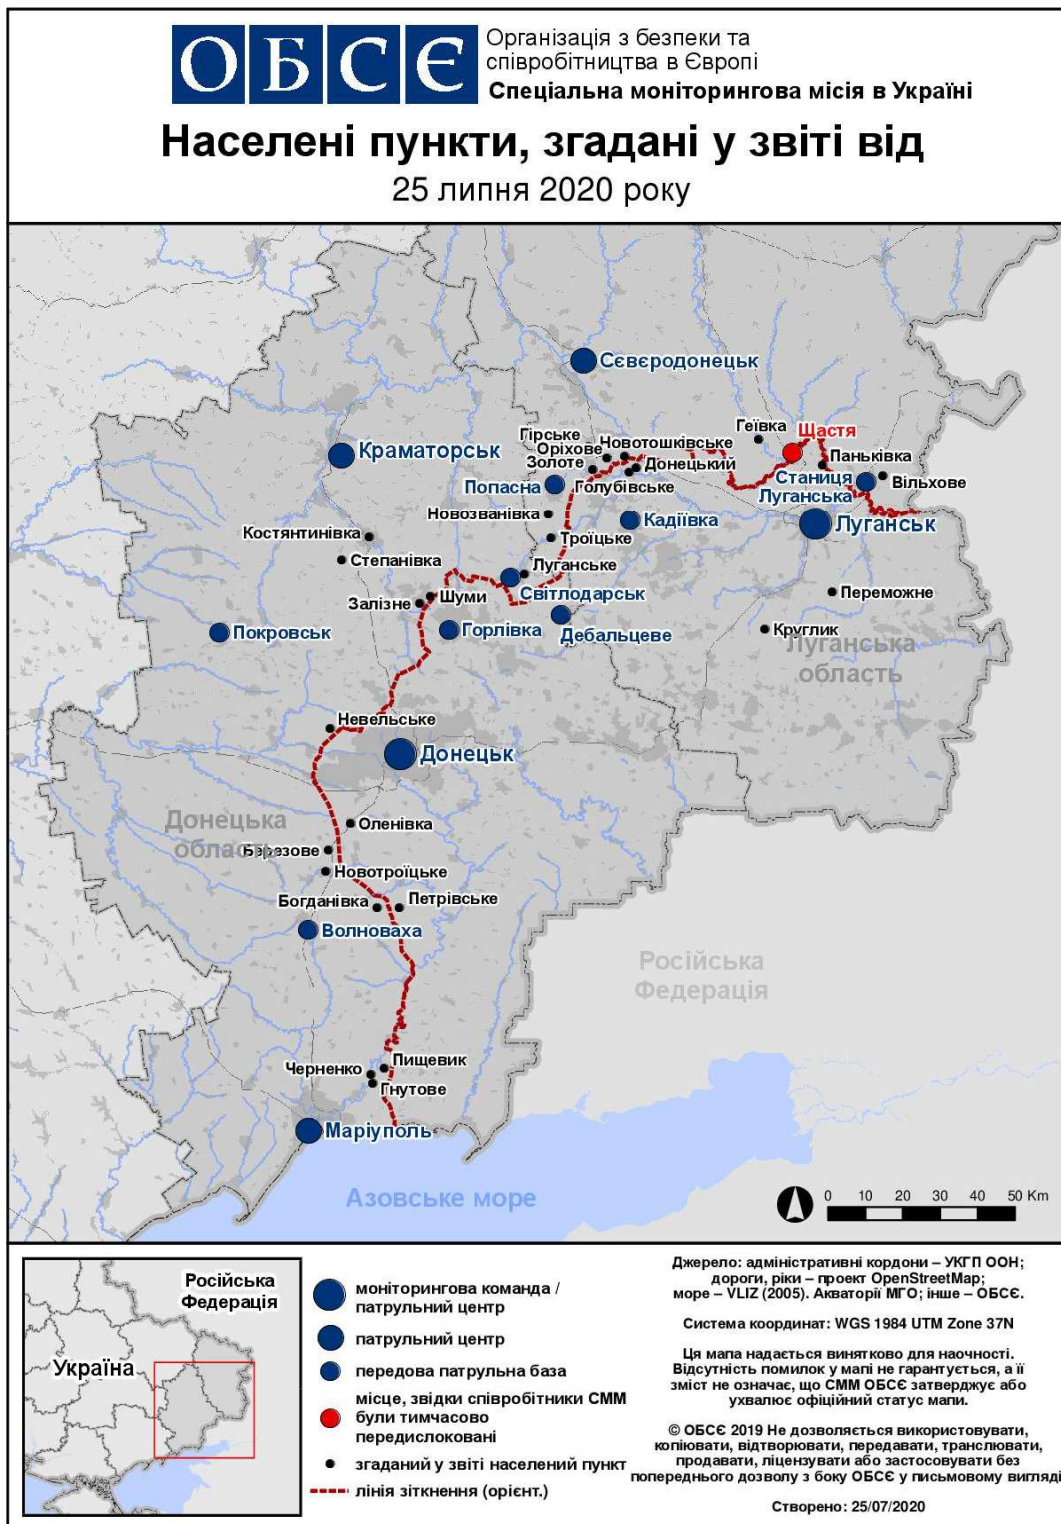 ОБСЄ
Організація з безпеки та
співробітництва в Європі
Спеціальна моніторингова місія в Україні
Населені пункти, згадані у звіті від
25 липня 2020 року
Сєвєродонецьк
Геївка
Щастя
Гірське
Оріхове
Новотошківське
Золоте
Донецький
Паньківка
Краматорськ
Попасна
Голубівське
Станиця
Луганська
Вільхове
Новозванівка
Кадіївка
Луганськ
Костянтинівка
Троїцьке
Степанівка
Луганське
Світлодарськ
Переможне
Залізне
Шуми
Покровськ
Горлівка
Дебальцеве
Круглик
Луганська
область
Невельське
Донецьк
Донецька
область
Оленівка
Березове
Новотроїцьке
Богданівка
Петрівське
Волноваха
Російська
Федерація
Пищевик
Черненко
Гнутове
Маріуполь
Азовське море
0 10 20 30 40 50 Km
Російська
Федерація
Україна
моніторингова команда /
патрульний центр
патрульний центр
передова патрульна база
місце, звідки співробітники СММ
були тимчасово
передислоковані
згаданий у звіті населений пункт
лінія зіткнення (орієнт.)
Джерело: адміністративні кордони – УКГП ООН;
дороги, ріки – проект OpenStreetMap;
море – VLIZ (2005). Акваторії МГО; інше – ОБСЄ.
Система координат: WGS 1984 UTM Zone 37N
Ця мапа надається винятково для наочності.
Відсутність помилок у мапі не гарантується, а її
зміст не означає, що СММ ОБСЄ затверджує або
ухвалює офіційний статус мапи.
© ОБСЄ 2019 Не дозволяється використовувати,
копіювати, відтворювати, передавати, транслювати,
продавати, ліцензувати або застосовувати без
попереднього дозволу з боку ОБСЄ у письмовому вигляді
Створено: 25/07/2020